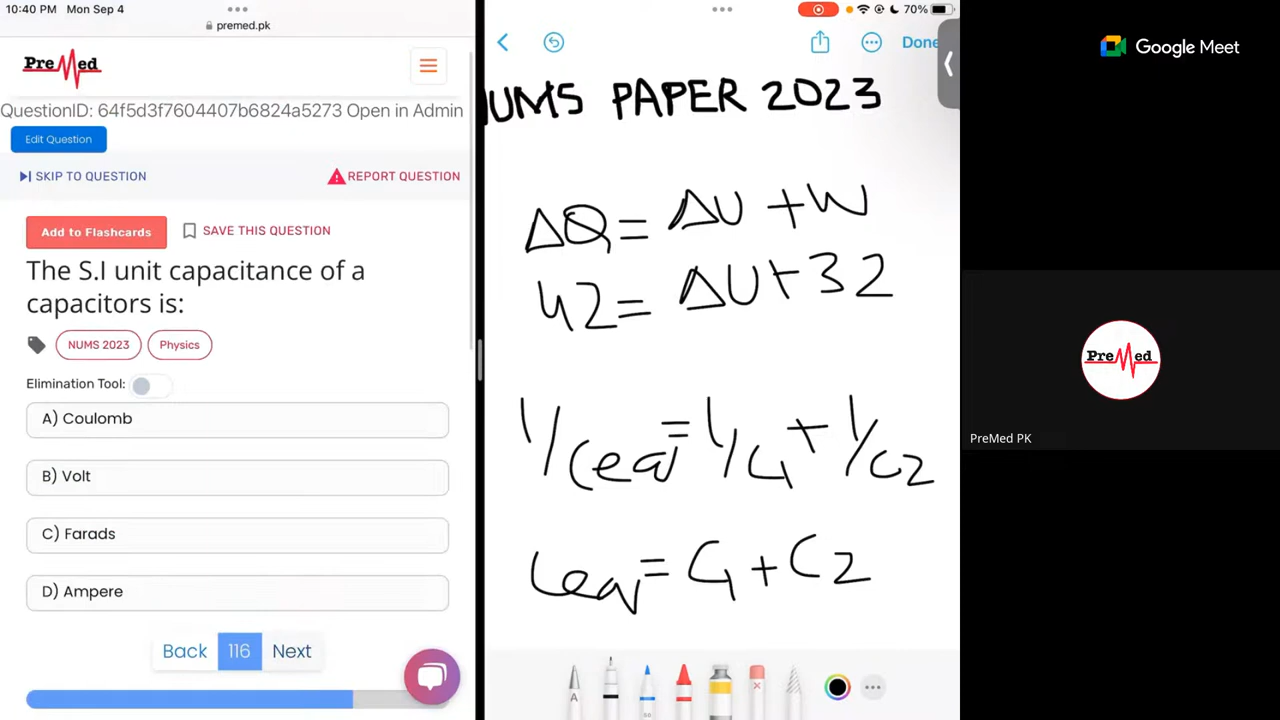 10:40 PM Mon Sep 4
premed.pk
PreMed
QuestionID: 64f5d3f7604407b6824a5273 Open in Admin
Edit Question
SKIP TO QUESTION
REPORT QUESTION
Add to Flashcards
SAVE THIS QUESTION
The S.I unit capacitance of a
capacitors is:
NUMS 2023
Physics
Elimination Tool:
A) Coulomb
B) Volt
C) Farads
D) Ampere
Back 116 Next
70%
Done
NUMS PAPER 2023
ΔQ = ΔU + W
42 = ΔU + 32
1/Ceq = 1/C1 + 1/C2
Ceq = C1 + C2
A
Google Meet
PreMed
PreMed PK